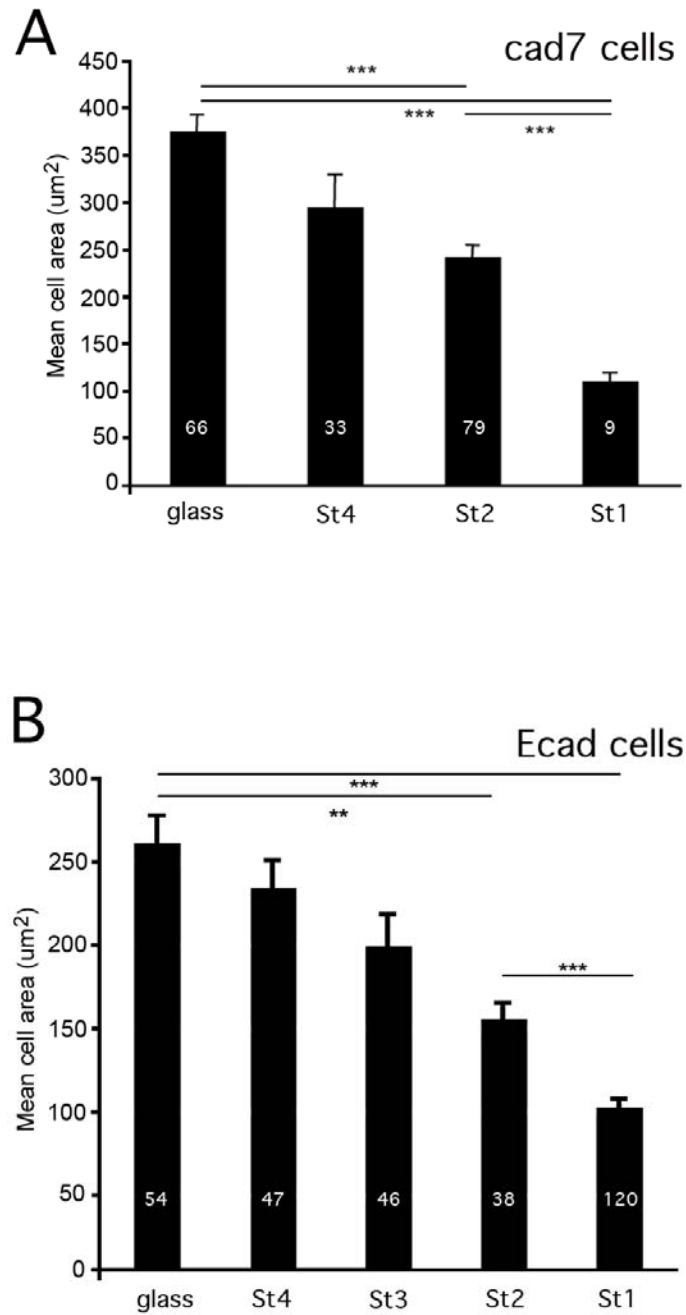 A
cad7 cells
Mean cell area (um²)
450
400
350
300
250
200
150
100
50
0
***
***
***
66
33
79
9
glass
St4
St2
St1
B
Ecad cells
Mean cell area (um²)
300
250
200
150
100
50
0
***
**
***
54
47
46
38
120
glass
St4
St3
St2
St1